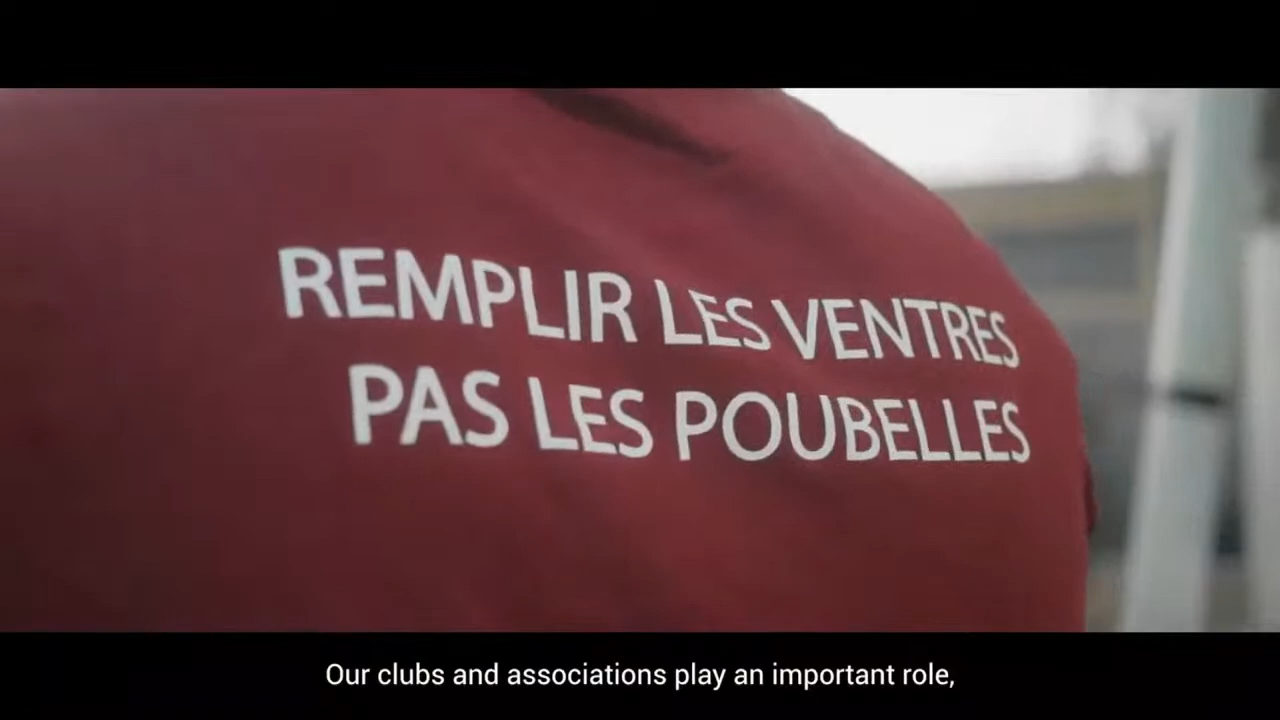 REMPLIR LES VENTRES
PAS LES POUBELLES
Our clubs and associations play an important role,